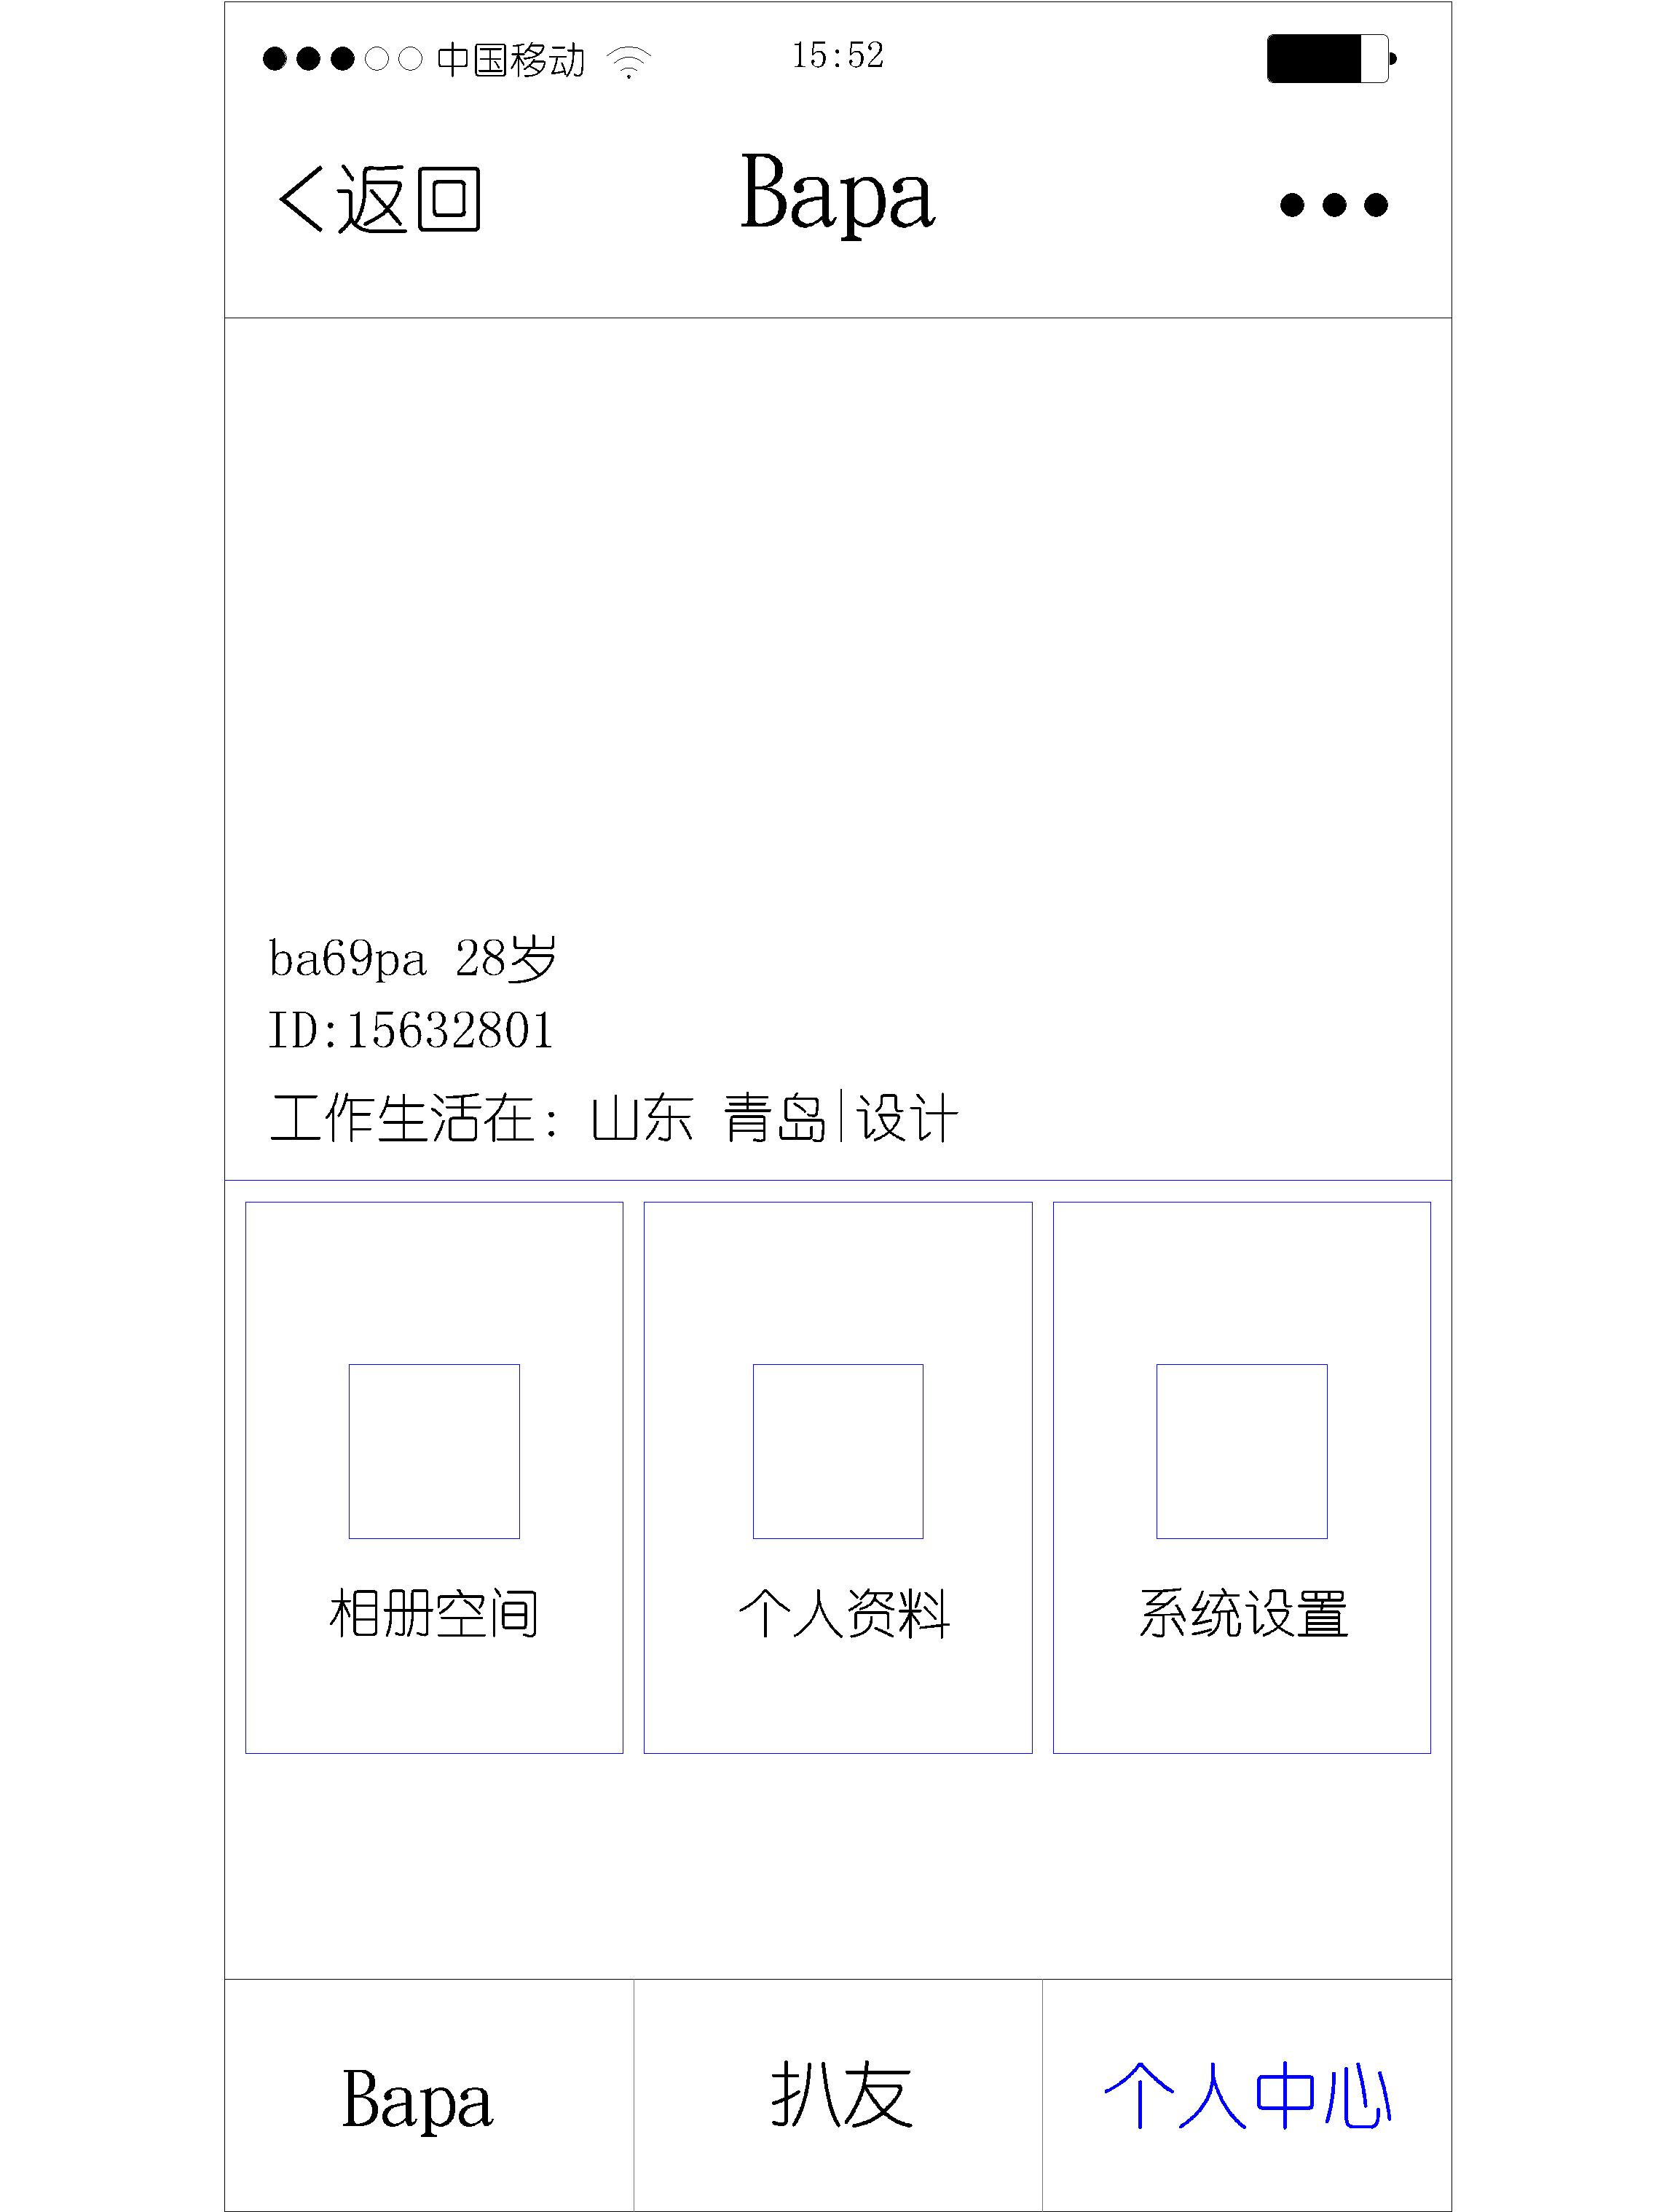 中国移动 15:52
<返回 Bapa •••
ba69pa 28岁
ID:15632801
工作生活在：山东 青岛|设计
相册空间 个人资料 系统设置
Bapa 扒友 个人中心